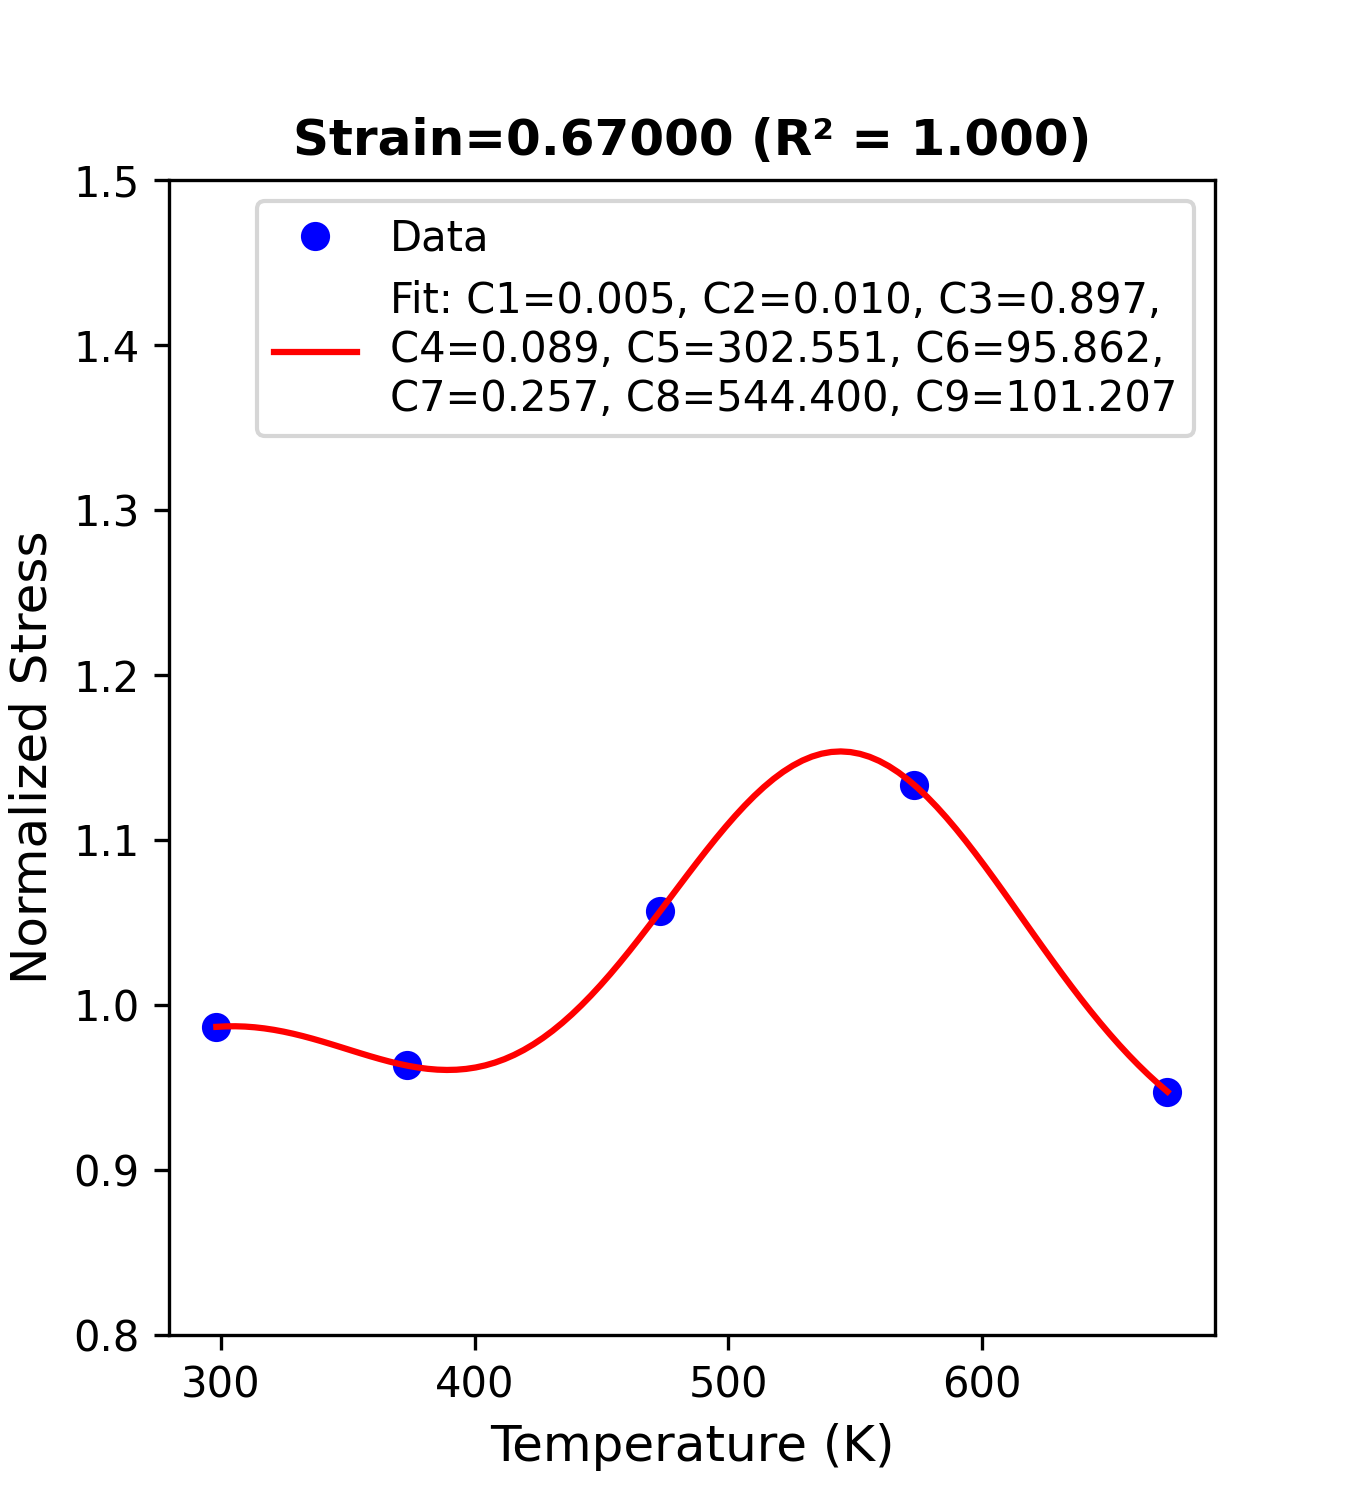 Strain=0.67000 (R² = 1.000)
1.5
1.4
1.3
1.2
1.1
1.0
0.9
0.8
Normalized Stress
Data
Fit: C1=0.005, C2=0.010, C3=0.897,
C4=0.089, C5=302.551, C6=95.862,
C7=0.257, C8=544.400, C9=101.207
300 400 500 600
Temperature (K)